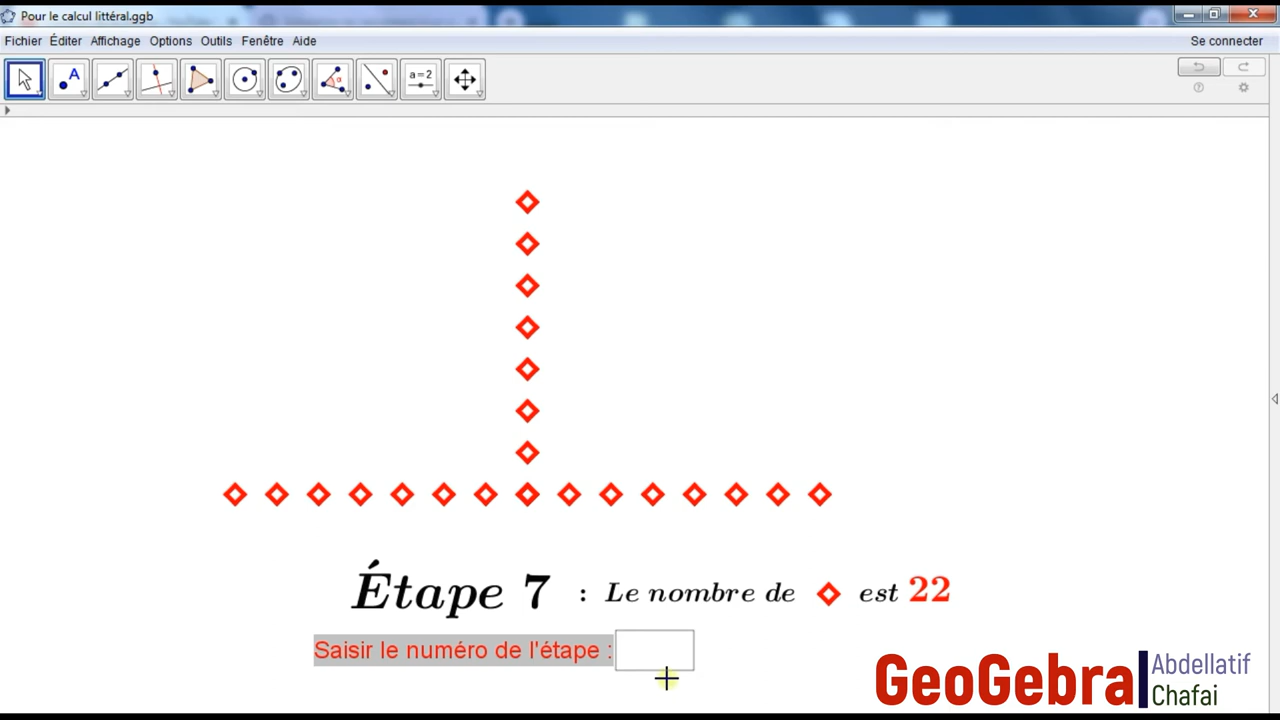 Pour le calcul littéral.ggb
Fichier Éditer Affichage Options Outils Fenêtre Aide
Se connecter
A
α
a=2
Étape 7 : Le nombre de est 22
Saisir le numéro de l'étape :
GeoGebra
Abdellatif
Chafai